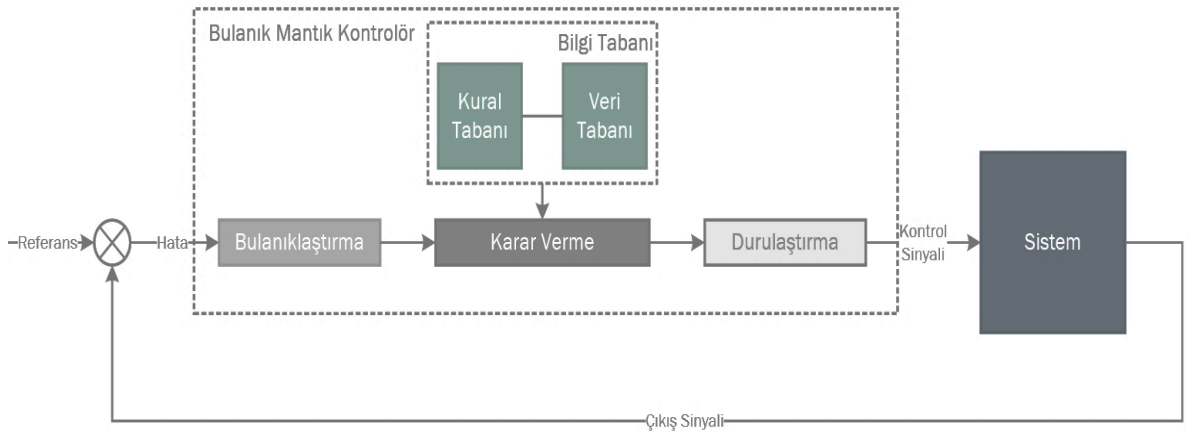 Bulanık Mantık Kontrolör
Bilgi Tabanı
Kural
Tabanı
Veri
Tabanı
Referans
Hata
Bulanıklaştırma
Karar Verme
Durulaştırma
Kontrol
Sinyali
Sistem
Çıkış Sinyali